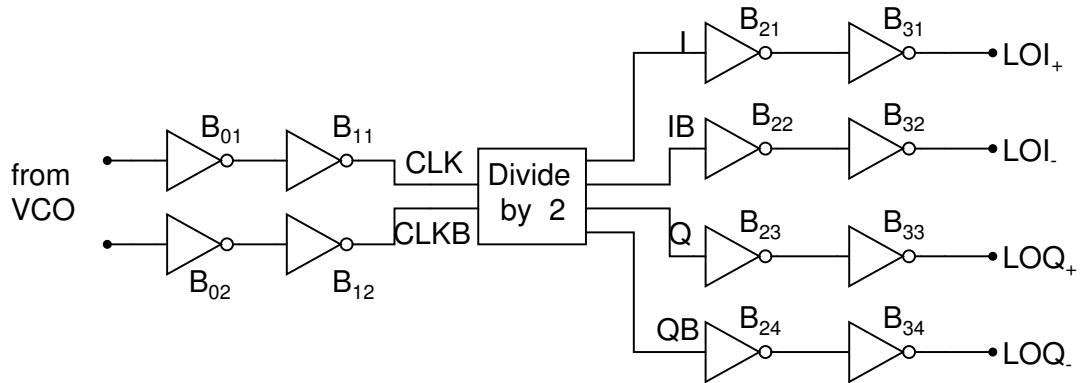 B₂₁
B₃₁
I
LOI₊
B₀₁
B₁₁
IB
B₂₂
B₃₂
LOI₋
CLK
from
VCO
Divide
by 2
CLKB
Q
B₂₃
B₃₃
LOQ₊
B₀₂
B₁₂
QB
B₂₄
B₃₄
LOQ₋